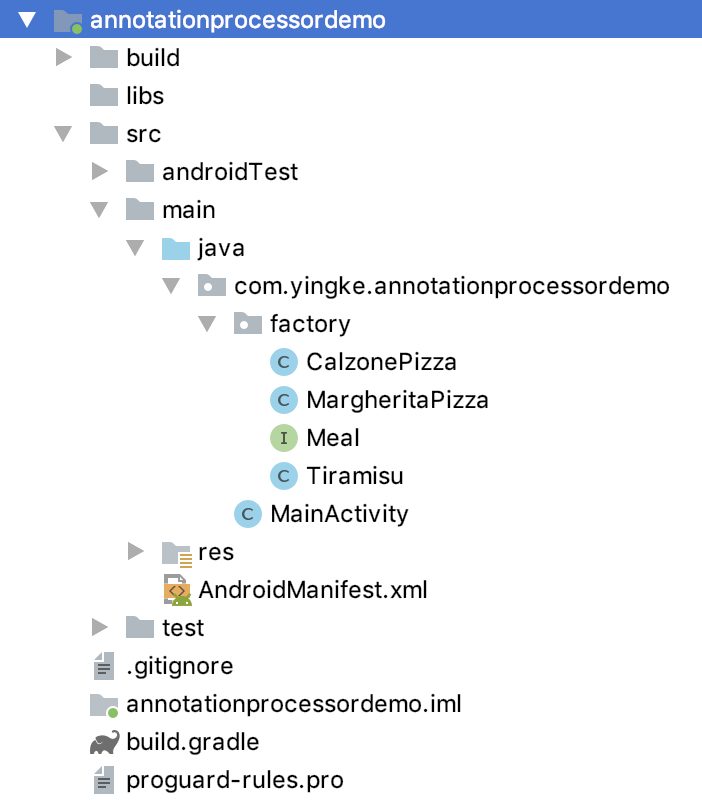 annotationprocessordemo
build
libs
src
androidTest
main
java
com.yingke.annotationprocessordemo
factory
C CalzonePizza
C MargheritaPizza
I Meal
C Tiramisu
C MainActivity
res
AndroidManifest.xml
test
.gitignore
annotationprocessordemo.iml
build.gradle
proguard-rules.pro